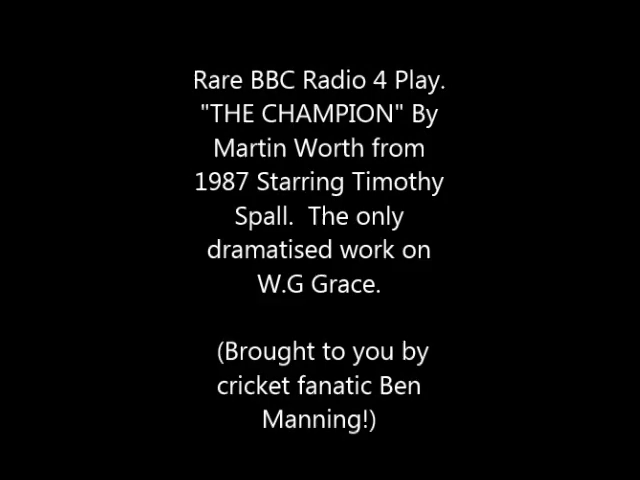 Rare BBC Radio 4 Play.
"THE CHAMPION" By
Martin Worth from
1987 Starring Timothy
Spall.  The only
dramatised work on
W.G Grace.
(Brought to you by
cricket fanatic Ben
Manning!)